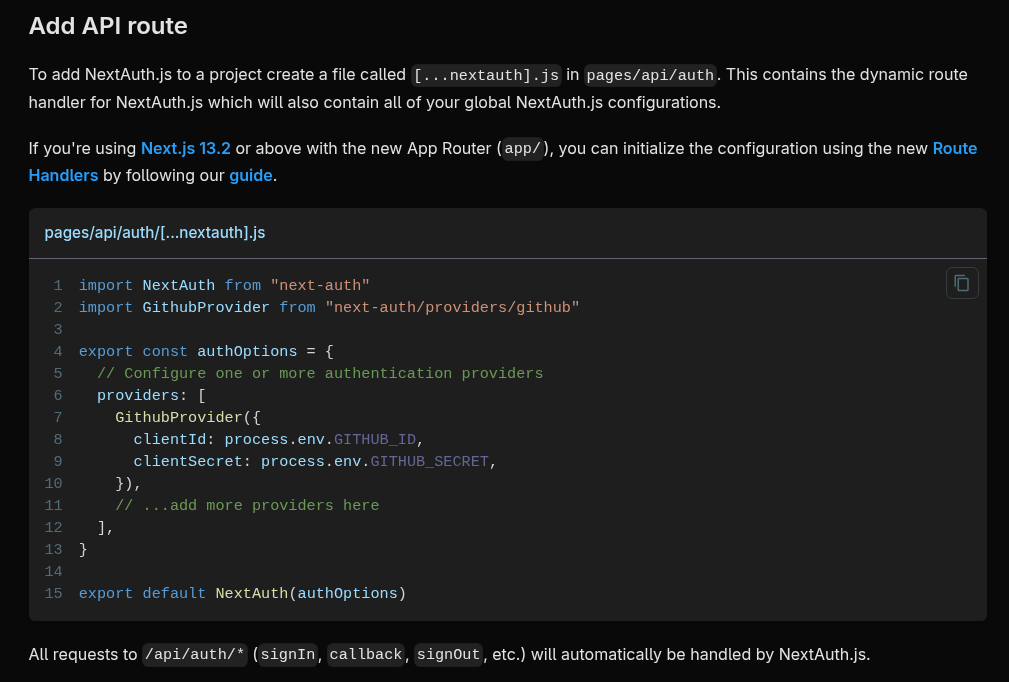 Add API route
To add NextAuth.js to a project create a file called [...nextauth].js in pages/api/auth. This contains the dynamic route
handler for NextAuth.js which will also contain all of your global NextAuth.js configurations.
If you're using Next.js 13.2 or above with the new App Router (app/), you can initialize the configuration using the new Route
Handlers by following our guide.
pages/api/auth/[...nextauth].js
1 import NextAuth from "next-auth"
2 import GithubProvider from "next-auth/providers/github"
3
4 export const authOptions = {
5   // Configure one or more authentication providers
6   providers: [
7     GithubProvider({
8       clientId: process.env.GITHUB_ID,
9       clientSecret: process.env.GITHUB_SECRET,
10     }),
11     // ...add more providers here
12   ],
13 }
14
15 export default NextAuth(authOptions)
All requests to /api/auth/* (signIn, callback, signOut, etc.) will automatically be handled by NextAuth.js.